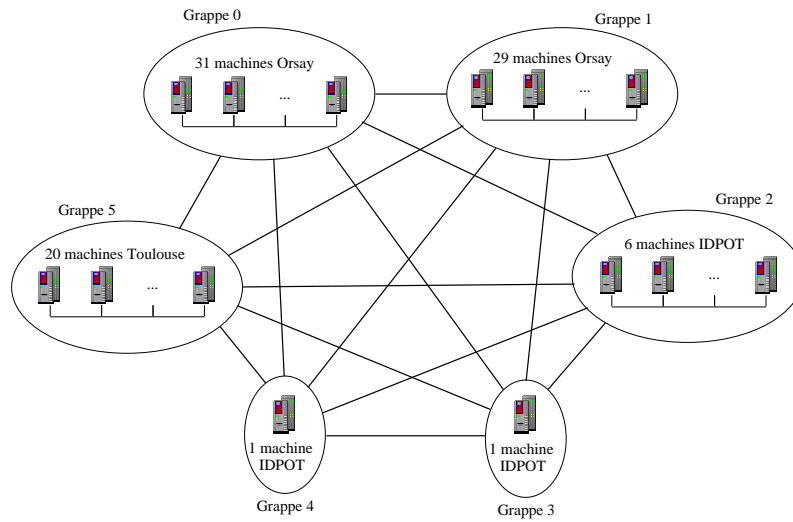 Grappe 0
Grappe 1
31 machines Orsay
29 machines Orsay
...
...
Grappe 5
Grappe 2
20 machines Toulouse
6 machines IDPOT
...
...
1 machine
IDPOT
1 machine
IDPOT
Grappe 4
Grappe 3